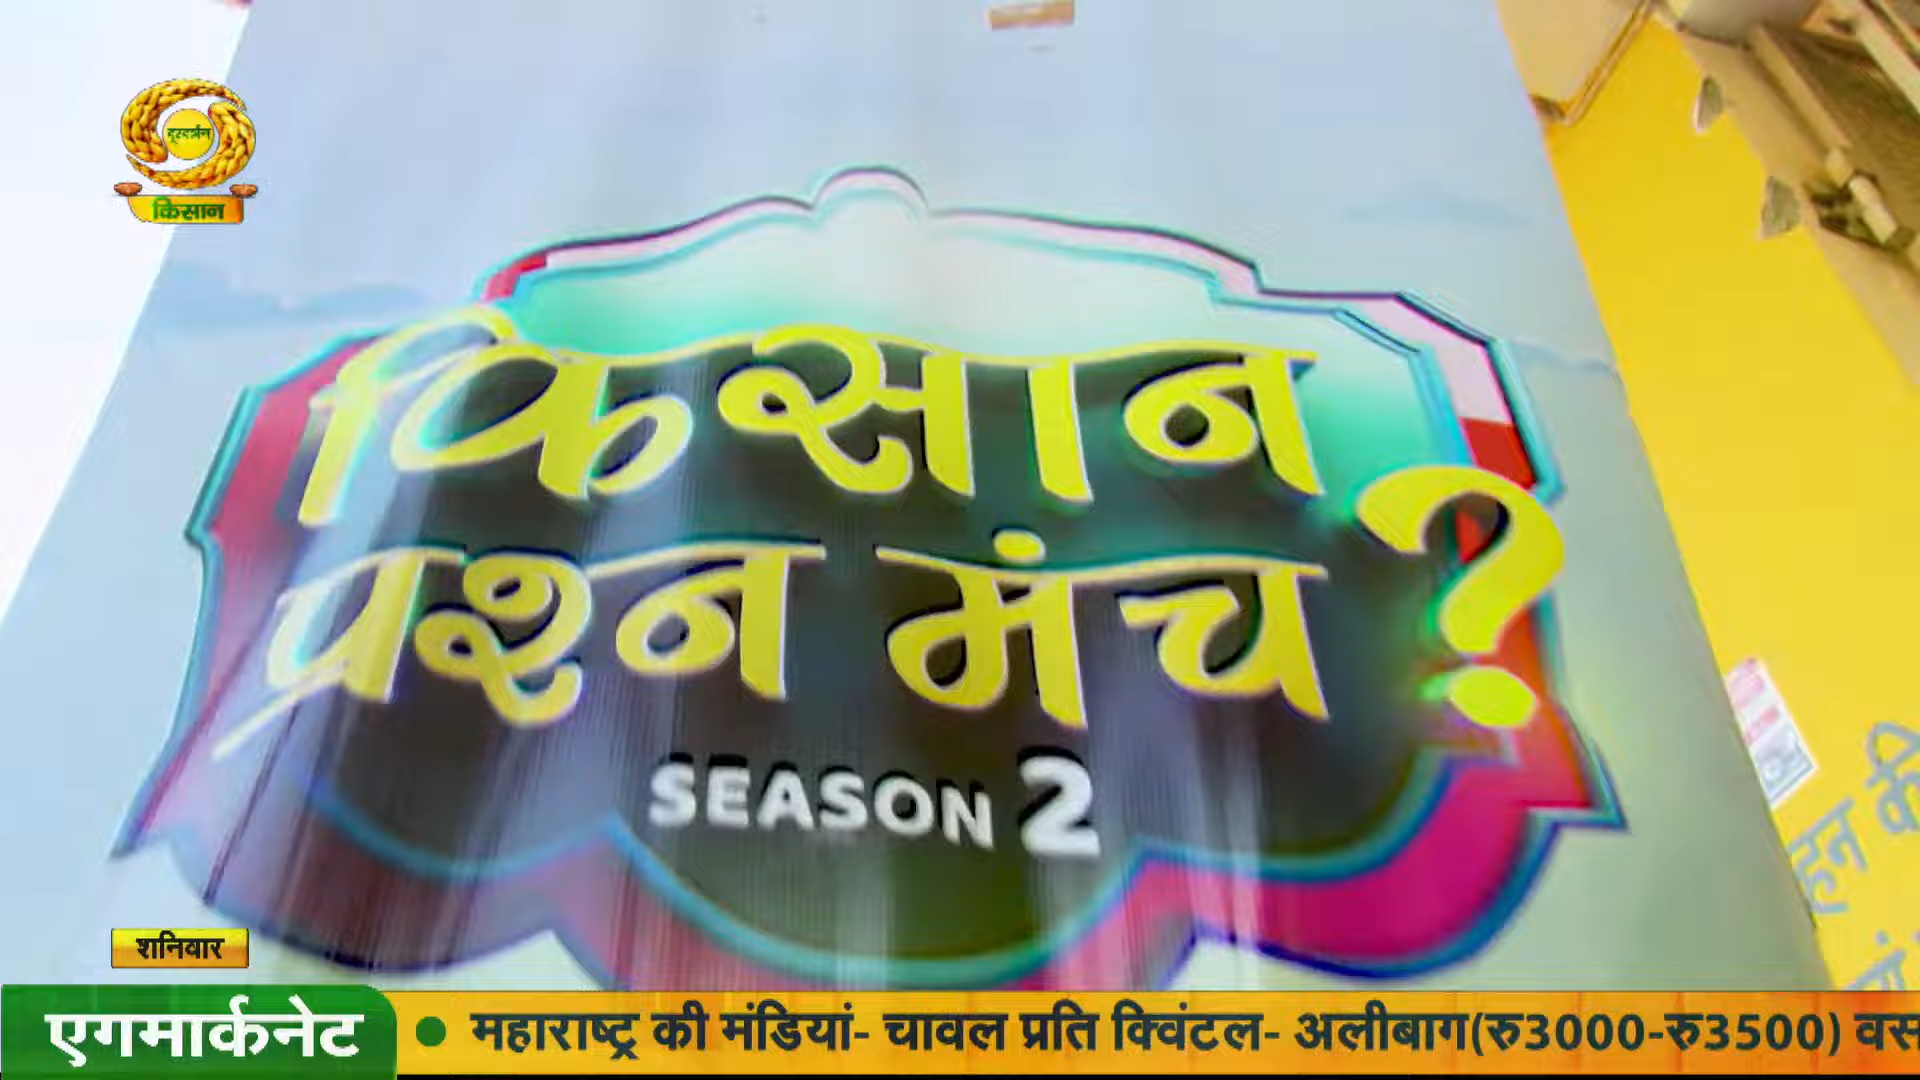 दूरदर्शन
किसान
किसान
प्रश्न मंच ?
SEASON 2
शनिवार
एगमार्कनेट
• महाराष्ट्र की मंडियां- चावल प्रति क्विंटल- अलीबाग(रु3000-रु3500)